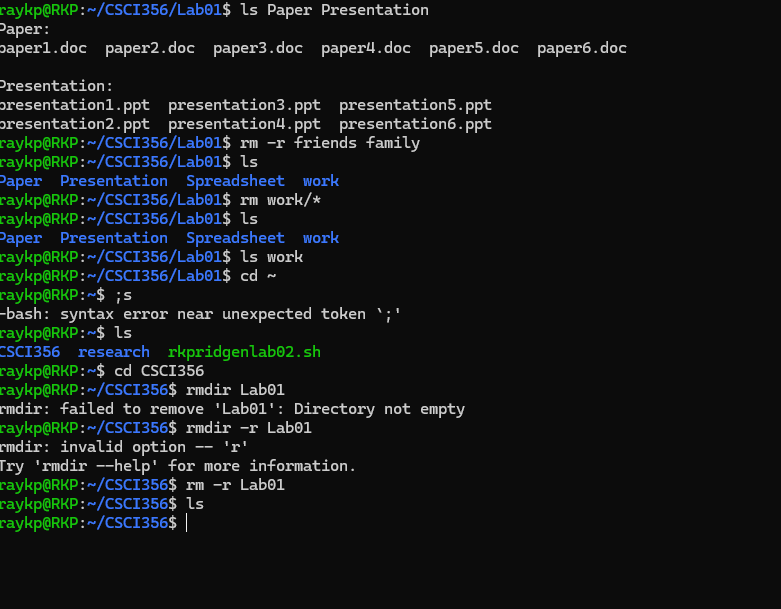 raykp@RKP:~/CSCI356/Lab01$ ls Paper Presentation
Paper:
paper1.doc  paper2.doc  paper3.doc  paper4.doc  paper5.doc  paper6.doc
Presentation:
presentation1.ppt  presentation3.ppt  presentation5.ppt
presentation2.ppt  presentation4.ppt  presentation6.ppt
raykp@RKP:~/CSCI356/Lab01$ rm -r friends family
raykp@RKP:~/CSCI356/Lab01$ ls
Paper  Presentation  Spreadsheet  work
raykp@RKP:~/CSCI356/Lab01$ rm work/*
raykp@RKP:~/CSCI356/Lab01$ ls
Paper  Presentation  Spreadsheet  work
raykp@RKP:~/CSCI356/Lab01$ ls work
raykp@RKP:~/CSCI356/Lab01$ cd ~
raykp@RKP:~$ ;s
-bash: syntax error near unexpected token `;'
raykp@RKP:~$ ls
CSCI356  research  rkpridgenlab02.sh
raykp@RKP:~$ cd CSCI356
raykp@RKP:~/CSCI356$ rmdir Lab01
rmdir: failed to remove 'Lab01': Directory not empty
raykp@RKP:~/CSCI356$ rmdir -r Lab01
rmdir: invalid option -- 'r'
Try 'rmdir --help' for more information.
raykp@RKP:~/CSCI356$ rm -r Lab01
raykp@RKP:~/CSCI356$ ls
raykp@RKP:~/CSCI356$